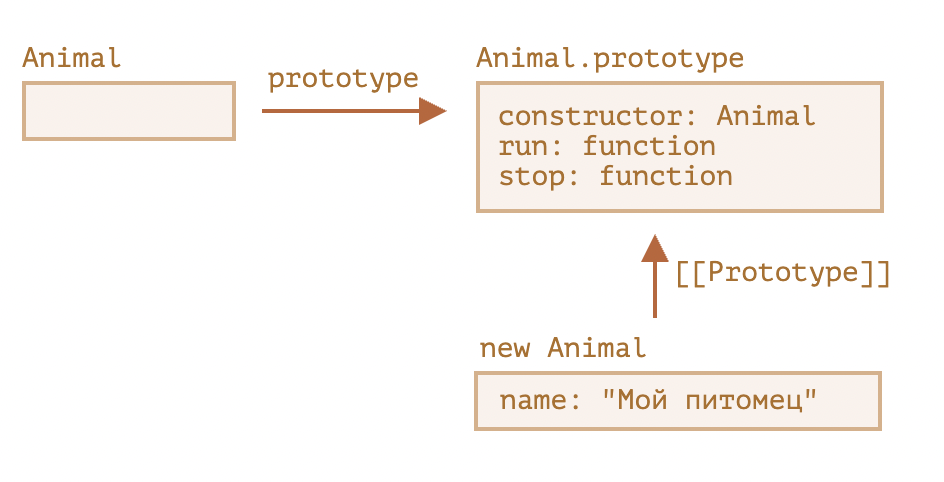 Animal
prototype
Animal.prototype
constructor: Animal
run: function
stop: function
[[Prototype]]
new Animal
name: "Мой питомец"